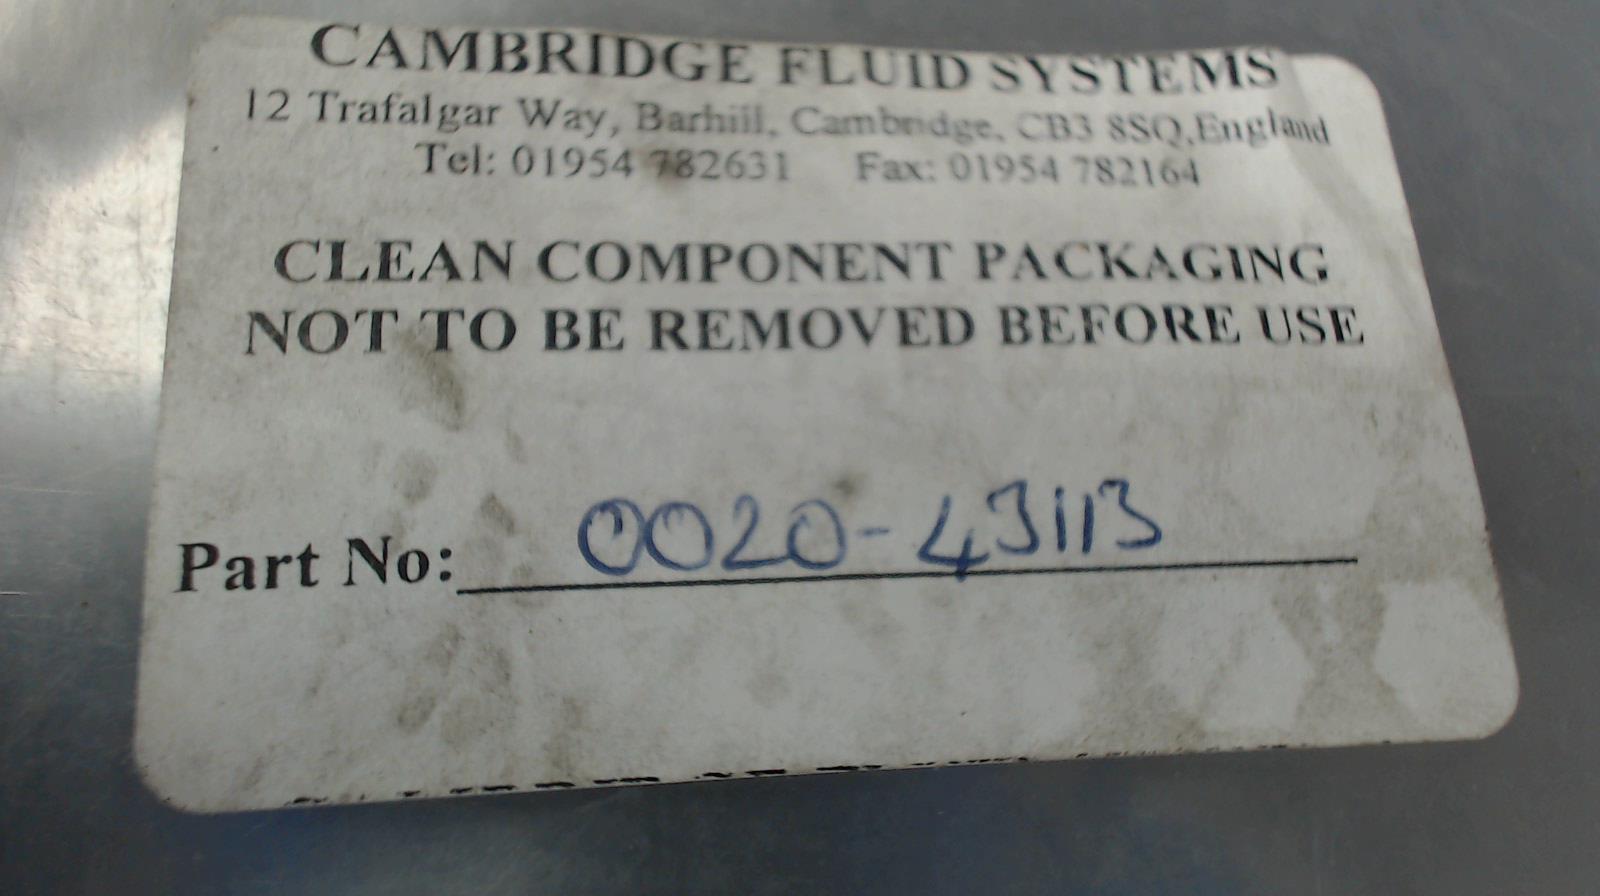 CAMBRIDGE FLUID SYSTEMS
12 Trafalgar Way, Barhill, Cambridge, CB3 8SQ, England
Tel: 01954 782631 Fax: 01954 782164
CLEAN COMPONENT PACKAGING
NOT TO BE REMOVED BEFORE USE
Part No: 0020-43113